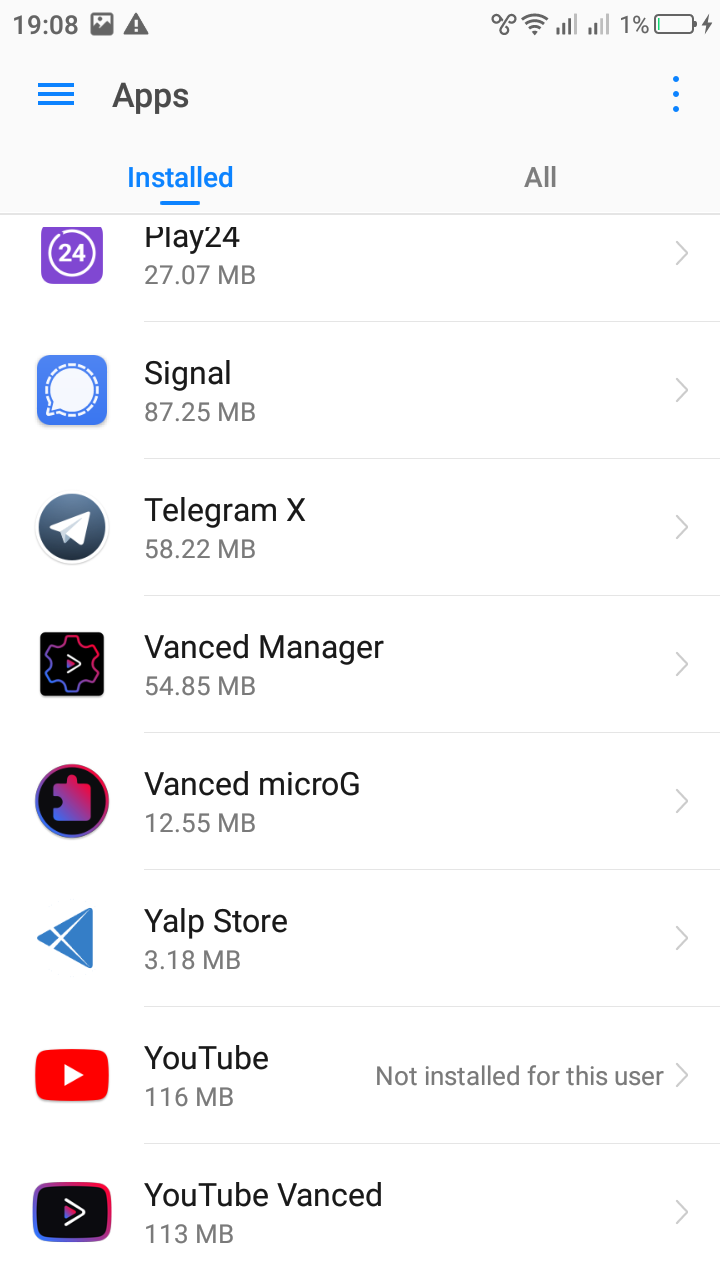 19:08 1%
Apps
Installed All
Play24
24
27.07 MB
Signal
87.25 MB
Telegram X
58.22 MB
Vanced Manager
54.85 MB
Vanced microG
12.55 MB
Yalp Store
3.18 MB
YouTube
Not installed for this user
116 MB
YouTube Vanced
113 MB